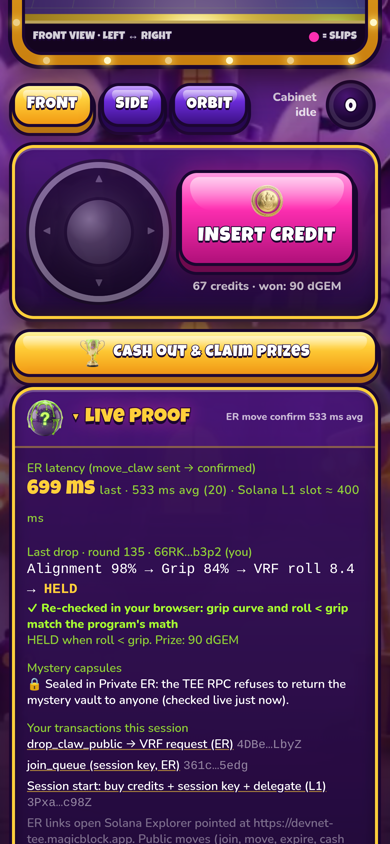 FRONT VIEW · LEFT ↔ RIGHT
= SLIPS
FRONT
SIDE
ORBIT
Cabinet
idle
0
INSERT CREDIT
67 credits · won: 90 dGEM
CASH OUT & CLAIM PRIZES
?
▼ LIVE PROOF
ER move confirm 533 ms avg
ER latency (move_claw sent → confirmed)
699 ms last · 533 ms avg (20) · Solana L1 slot ≈ 400
ms
Last drop · round 135 · 66RK…b3p2 (you)
Alignment 98% → Grip 84% → VRF roll 8.4
→ HELD
✓ Re-checked in your browser: grip curve and roll < grip
match the program's math
HELD when roll < grip. Prize: 90 dGEM
Mystery capsules
🔒 Sealed in Private ER: the TEE RPC refuses to return the
mystery vault to anyone (checked live just now).
Your transactions this session
drop_claw_public → VRF request (ER) 4DBe…LbyZ
join_queue (session key, ER) 361c…5edg
Session start: buy credits + session key + delegate (L1)
3Pxa…c98Z
ER links open Solana Explorer pointed at https://devnet-
tee.magicblock.app. Public moves (join, move, expire, cash